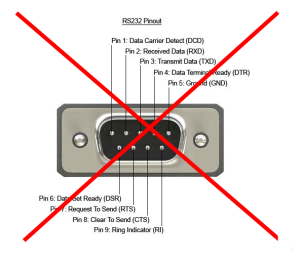 RS232 Pinout
Pin 1: Data Carrier Detect (DCD)
Pin 2: Received Data (RXD)
Pin 3: Transmit Data (TXD)
Pin 4: Data Terminal Ready (DTR)
Pin 5: Ground (GND)
Pin 6: Data Set Ready (DSR)
Pin 7: Request To Send (RTS)
Pin 8: Clear To Send (CTS)
Pin 9: Ring Indicator (RI)